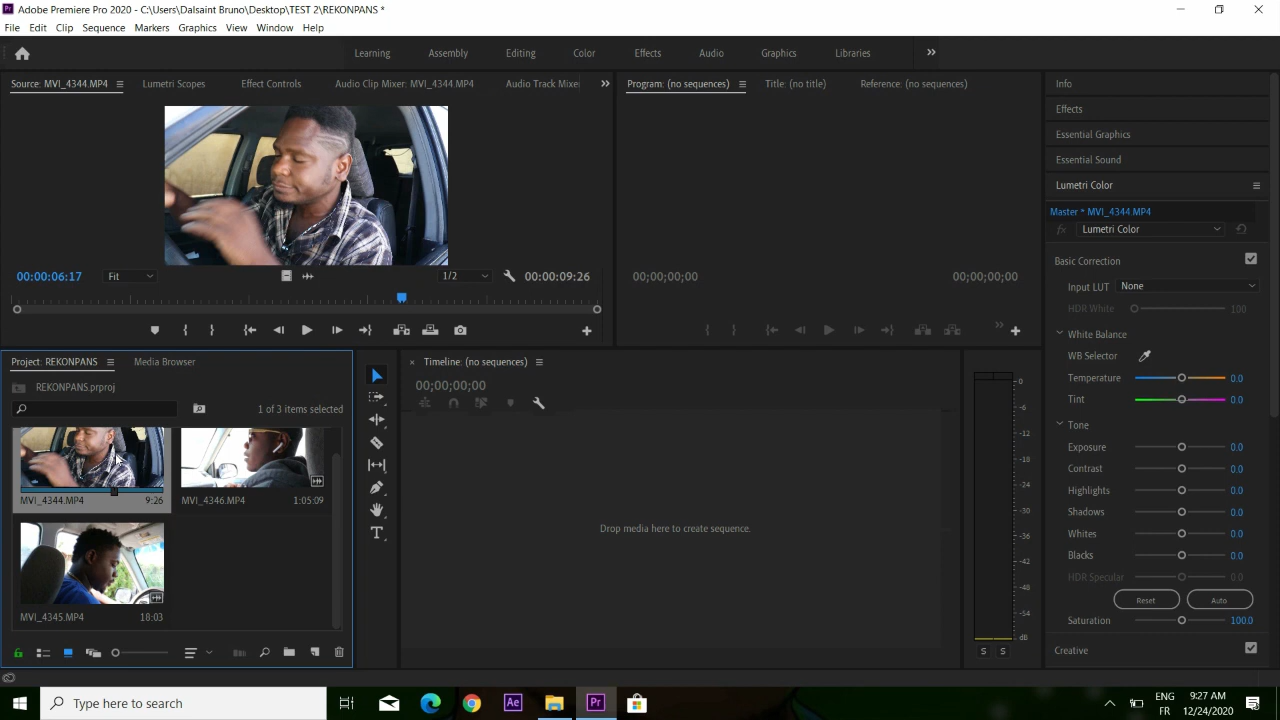 Adobe Premiere Pro 2020 - C:\Users\Dalsaint Bruno\Desktop\TEST 2\REKONPANS *
File Edit Clip Sequence Markers Graphics View Window Help
Learning Assembly Editing Color Effects Audio Graphics Libraries
Source: MVI_4344.MP4 Lumetri Scopes Effect Controls Audio Clip Mixer: MVI_4344.MP4 Audio Track Mixe
Program: (no sequences) Title: (no title) Reference: (no sequences)
00:00:06:17 Fit 1/2 00:00:09:26
00;00;00;00 00;00;00;00
Project: REKONPANS Media Browser
REKONPANS.prproj
1 of 3 items selected
MVI_4344.MP4 9:26
MVI_4346.MP4 1:05:09
MVI_4345.MP4 18:03
Timeline: (no sequences)
00;00;00;00
Drop media here to create sequence.
0
-6
-12
-18
-24
-30
-36
-42
-48
-54
dB
S S
Info
Effects
Essential Graphics
Essential Sound
Lumetri Color
Master * MVI_4344.MP4
fx Lumetri Color
Basic Correction
Input LUT None
HDR White 100
White Balance
WB Selector
Temperature 0.0
Tint 0.0
Tone
Exposure 0.0
Contrast 0.0
Highlights 0.0
Shadows 0.0
Whites 0.0
Blacks 0.0
HDR Specular 0.0
Reset Auto
Saturation 100.0
Creative
Type here to search
Ae Pr
ENG 9:27 AM
FR 12/24/2020